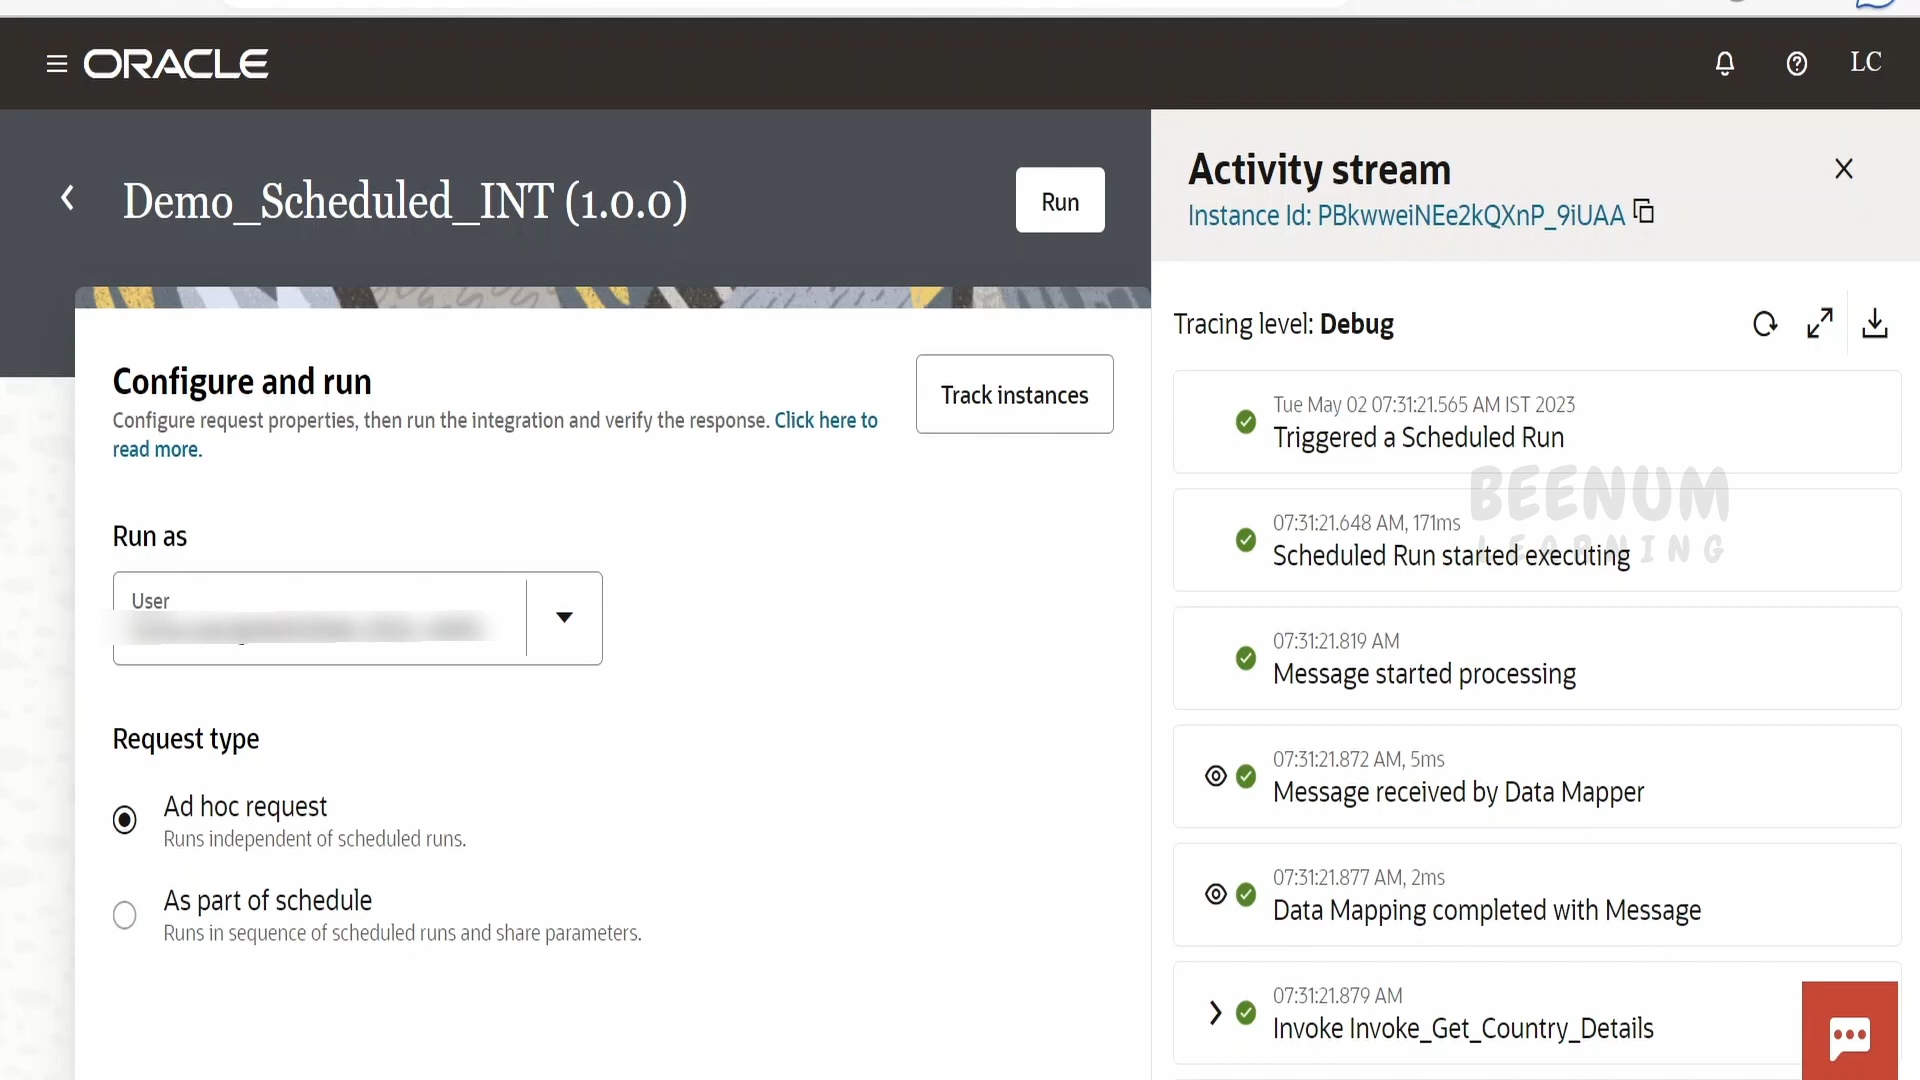 ORACLE
LC
Demo_Scheduled_INT (1.0.0)
Run
Configure and run
Configure request properties, then run the integration and verify the response. Click here to
read more.
Track instances
Run as
User
Request type
Ad hoc request
Runs independent of scheduled runs.
As part of schedule
Runs in sequence of scheduled runs and share parameters.
Activity stream
Instance Id: PBkwweiNEe2kQXnP_9iUAA
Tracing level: Debug
Tue May 02 07:31:21.565 AM IST 2023
Triggered a Scheduled Run
BEENUM
LEARNING
07:31:21.648 AM, 171ms
Scheduled Run started executing
07:31:21.819 AM
Message started processing
07:31:21.872 AM, 5ms
Message received by Data Mapper
07:31:21.877 AM, 2ms
Data Mapping completed with Message
07:31:21.879 AM
Invoke Invoke_Get_Country_Details